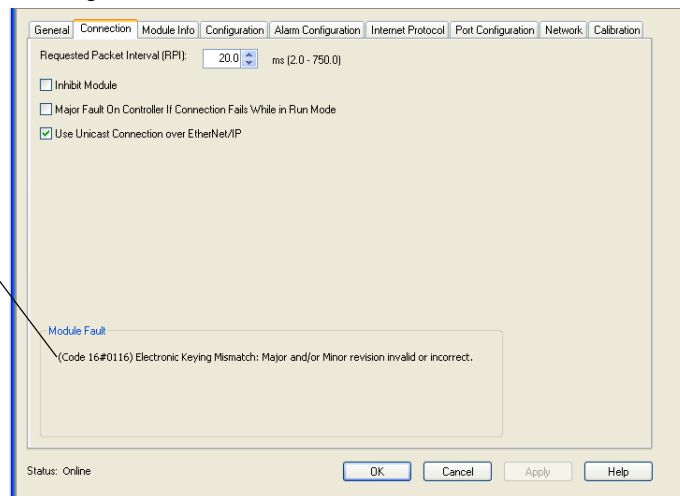 General Connection Module Info Configuration Alarm Configuration Internet Protocol Port Configuration Network Calibration
Requested Packet Interval (RPI): 20.0 ms (2.0 - 750.0)
Inhibit Module
Major Fault On Controller If Connection Fails While in Run Mode
Use Unicast Connection over EtherNet/IP
Module Fault
(Code 16#0116) Electronic Keying Mismatch: Major and/or Minor revision invalid or incorrect.
Status: Online OK Cancel Apply Help